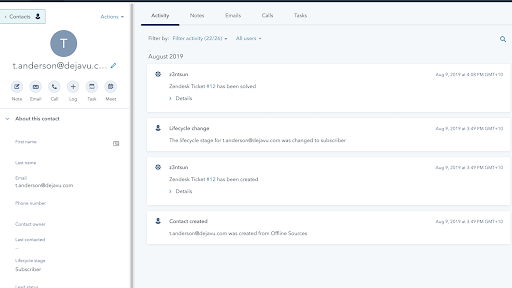 Contacts
Actions
T
t.anderson@dejavu.c...
Note Email Call Log Task Meet
About this contact
First name
Last name
Email
t.anderson@dejavu.com
Phone number
Contact owner
Last contacted
--
Lifecycle stage
Subscriber
Lead status
Activity Notes Emails Calls Tasks
Filter by: Filter activity (22/26) All users
August 2019
z3ntsun Aug 9, 2019 at 4:08 PM GMT+10
Zendesk Ticket #12 has been solved
Details
Lifecycle change Aug 9, 2019 at 3:49 PM GMT+10
The lifecycle stage for t.anderson@dejavu.com was changed to subscriber.
z3ntsun Aug 9, 2019 at 3:49 PM GMT+10
Zendesk Ticket #12 has been created
Details
Contact created Aug 9, 2019 at 3:49 PM GMT+10
t.anderson@dejavu.com was created from Offline Sources